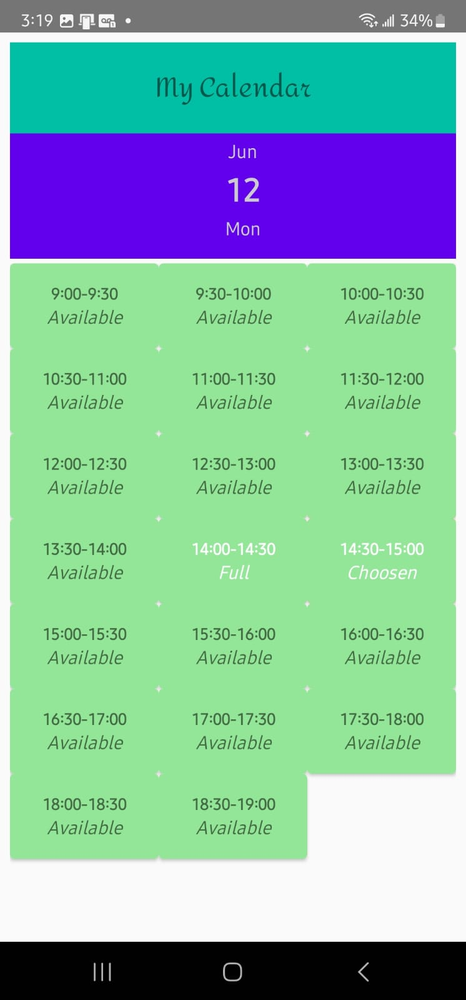 3:19
34%
My Calendar
Jun
12
Mon
9:00-9:30 9:30-10:00 10:00-10:30
Available Available Available
10:30-11:00 11:00-11:30 11:30-12:00
Available Available Available
12:00-12:30 12:30-13:00 13:00-13:30
Available Available Available
13:30-14:00 14:00-14:30 14:30-15:00
Available Full Choosen
15:00-15:30 15:30-16:00 16:00-16:30
Available Available Available
16:30-17:00 17:00-17:30 17:30-18:00
Available Available Available
18:00-18:30 18:30-19:00
Available Available